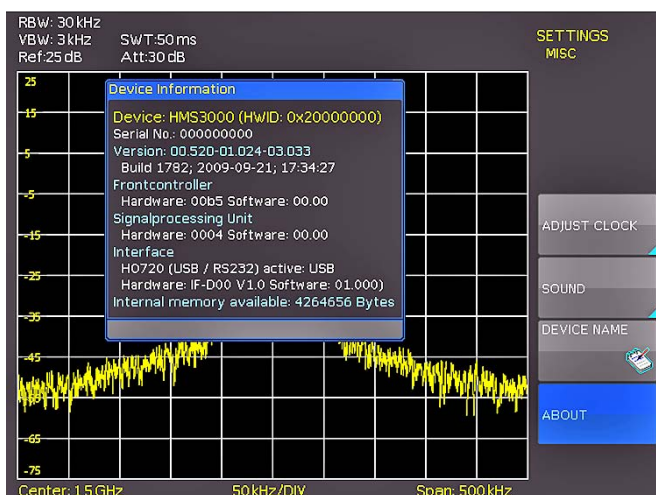 RBW: 30 kHz
VBW: 3 kHz SWT:50 ms
Ref:25 dB Att:30 dB
SETTINGS
MISC
25
-15
-5
-5
-15
-25
-35
-45
-55
-65
-75
Device Information
Device: HMS3000 (HWID: 0x20000000)
Serial No.: 000000000
Version: 00.520-01.024-03.033
Build 1782; 2009-09-21; 17:34:27
Frontcontroller
Hardware: 00b5 Software: 00.00
Signalprocessing Unit
Hardware: 0004 Software: 00.00
Interface
HO720 (USB / RS232) active: USB
Hardware: IF-D00 V1.0 Software: 01.000)
Internal memory available: 4264656 Bytes
ADJUST CLOCK
SOUND
DEVICE NAME
ABOUT
Center: 1.5 GHz 50 kHz/DIV Span: 500 kHz